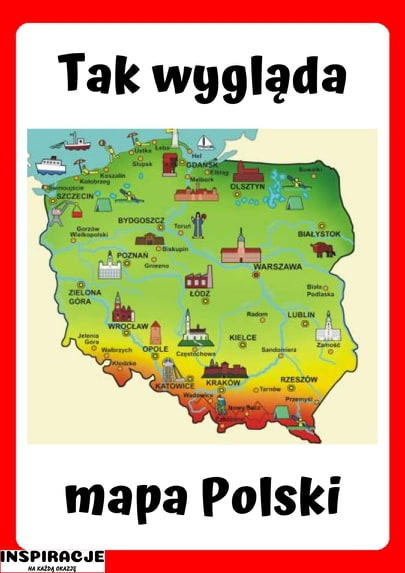 Tak wygląda
Ustka
Łeba
Hel
Słupsk
GDAŃSK
Koszalin
Elbląg
Suwałki
Kołobrzeg
Malbork
Świnoujście
OLSZTYN
SZCZECIN
BYDGOSZCZ
Toruń
BIAŁYSTOK
Gorzów
Wielkopolski
Biskupin
POZNAŃ
Gniezno
WARSZAWA
ZIELONA
GÓRA
ŁÓDŹ
Biała
Podlaska
Radom
LUBLIN
WROCŁAW
Jelenia
Góra
KIELCE
Wałbrzych
OPOLE
Częstochowa
Sandomierz
Zamość
Kłodzko
KATOWICE
KRAKÓW
RZESZÓW
Tarnów
Wadowice
Przemyśl
Nowy Sącz
Zakopane
mapa Polski
INSPIRACJE
NA KAŻDĄ OKAZJĘ